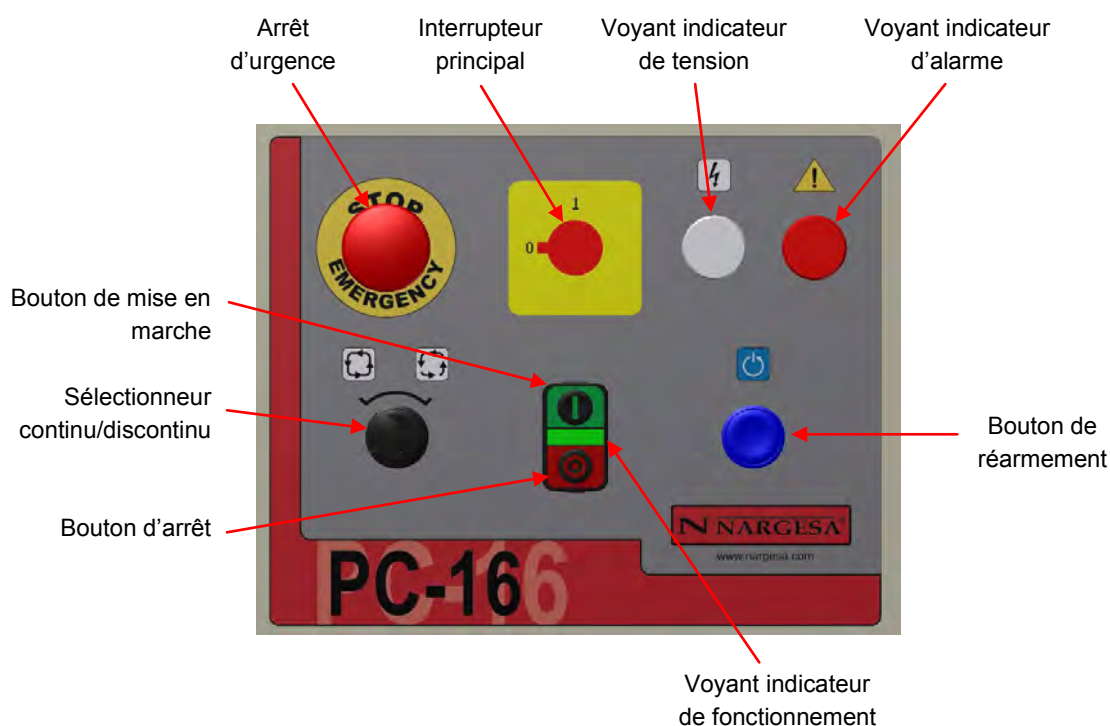 Arrêt
d’urgence
Interrupteur
principal
Voyant indicateur
de tension
Voyant indicateur
d’alarme
STOP
EMERGENCY
1
0
Bouton de mise en
marche
Sélectionneur
continu/discontinu
Bouton de
réarmement
Bouton d’arrêt
N NARGESA®
www.nargesa.com
PC-16
PC-16
Voyant indicateur
de fonctionnement